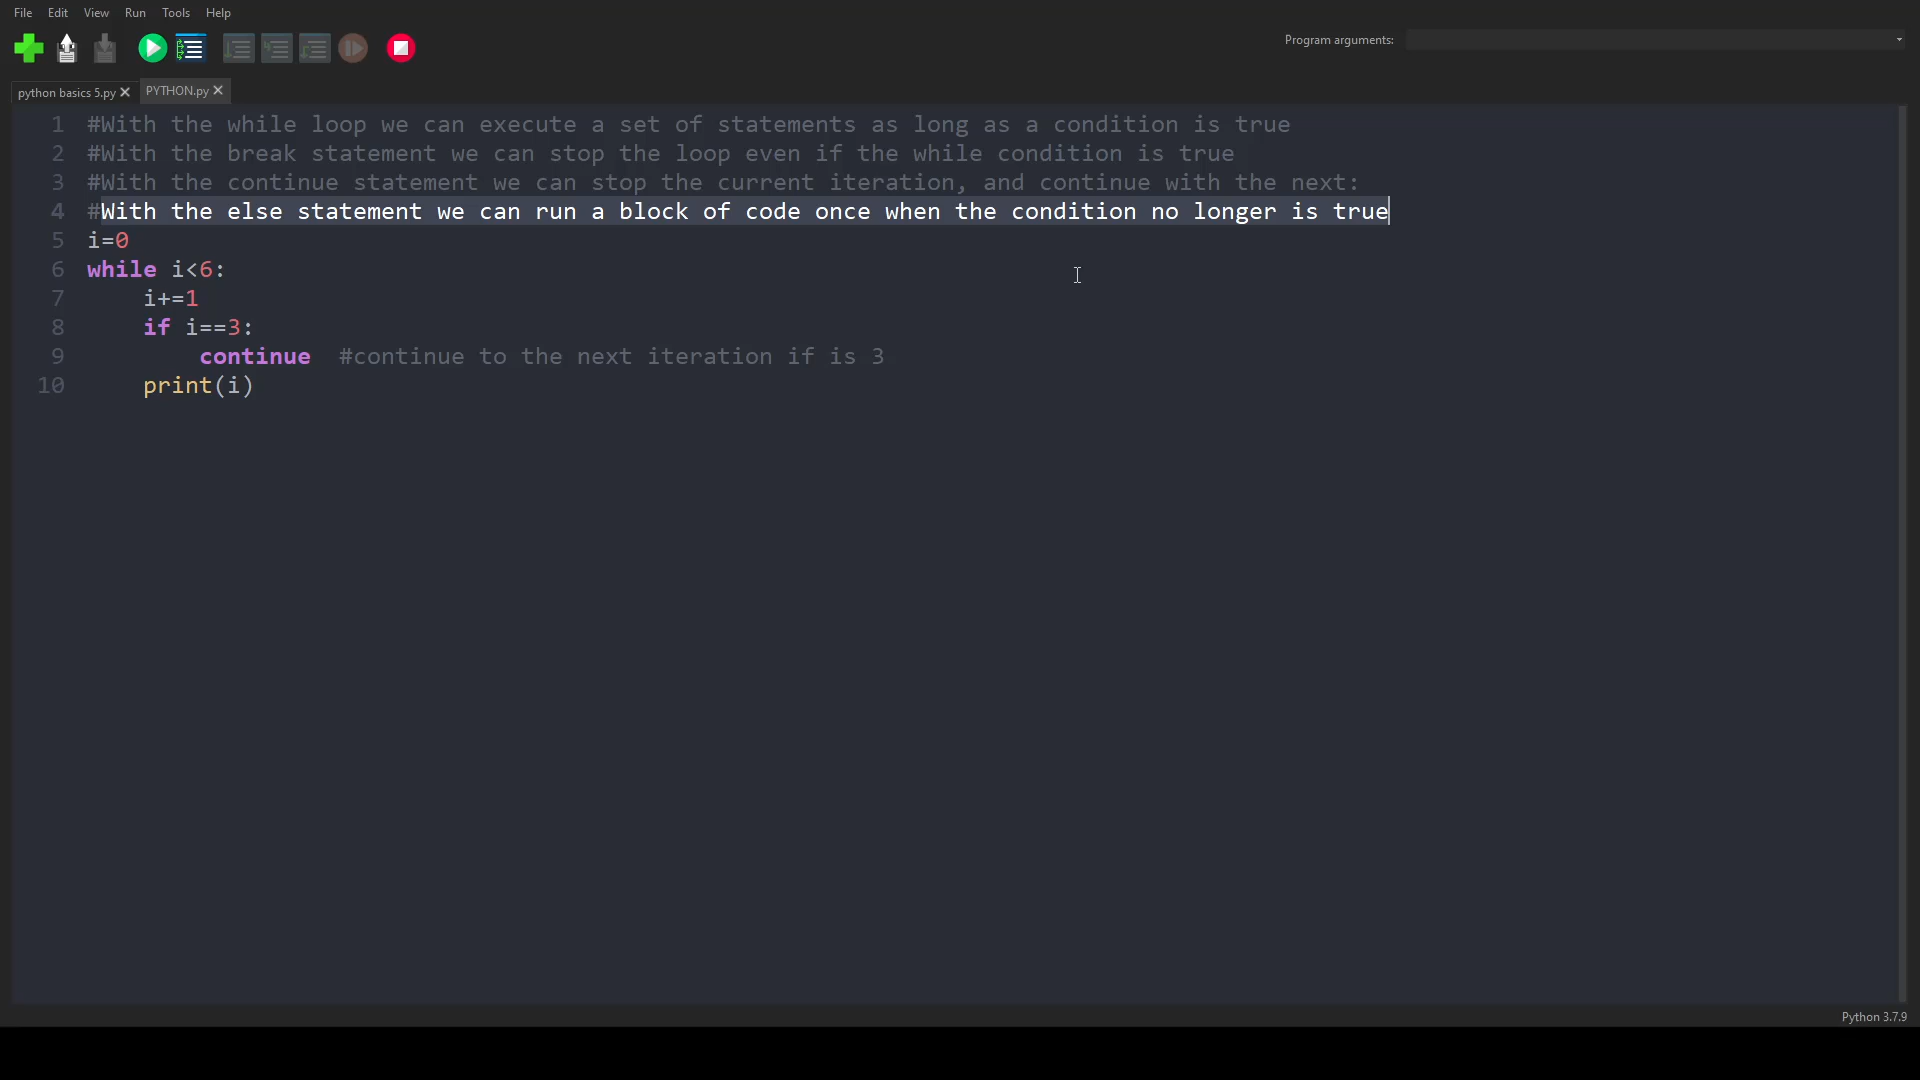 File Edit View Run Tools Help
Program arguments:
python basics 5.py PYTHON.py
1 #With the while loop we can execute a set of statements as long as a condition is true
2 #With the break statement we can stop the loop even if the while condition is true
3 #With the continue statement we can stop the current iteration, and continue with the next:
4 #With the else statement we can run a block of code once when the condition no longer is true
5 i=0
6 while i<6:
7     i+=1
8     if i==3:
9         continue  #continue to the next iteration if is 3
10     print(i)
Python 3.7.9